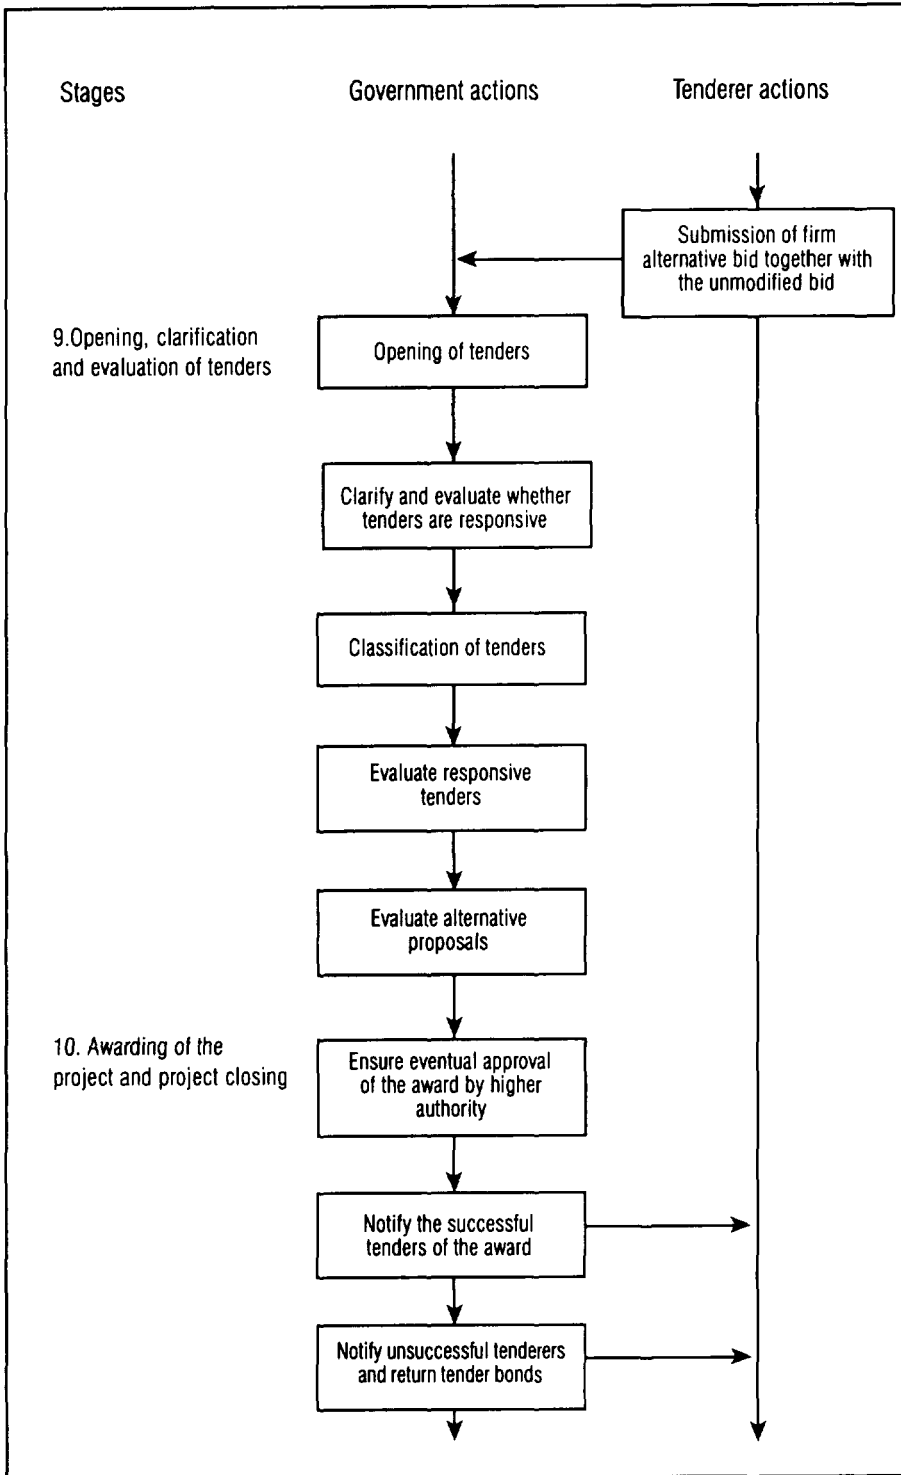 Stages
Government actions
Tenderer actions
Submission of firm
alternative bid together with
the unmodified bid
9.Opening, clarification
and evaluation of tenders
Opening of tenders
Clarify and evaluate whether
tenders are responsive
Classification of tenders
Evaluate responsive
tenders
Evaluate alternative
proposals
10. Awarding of the
project and project closing
Ensure eventual approval
of the award by higher
authority
Notify the successful
tenders of the award
Notify unsuccessful tenderers
and return tender bonds